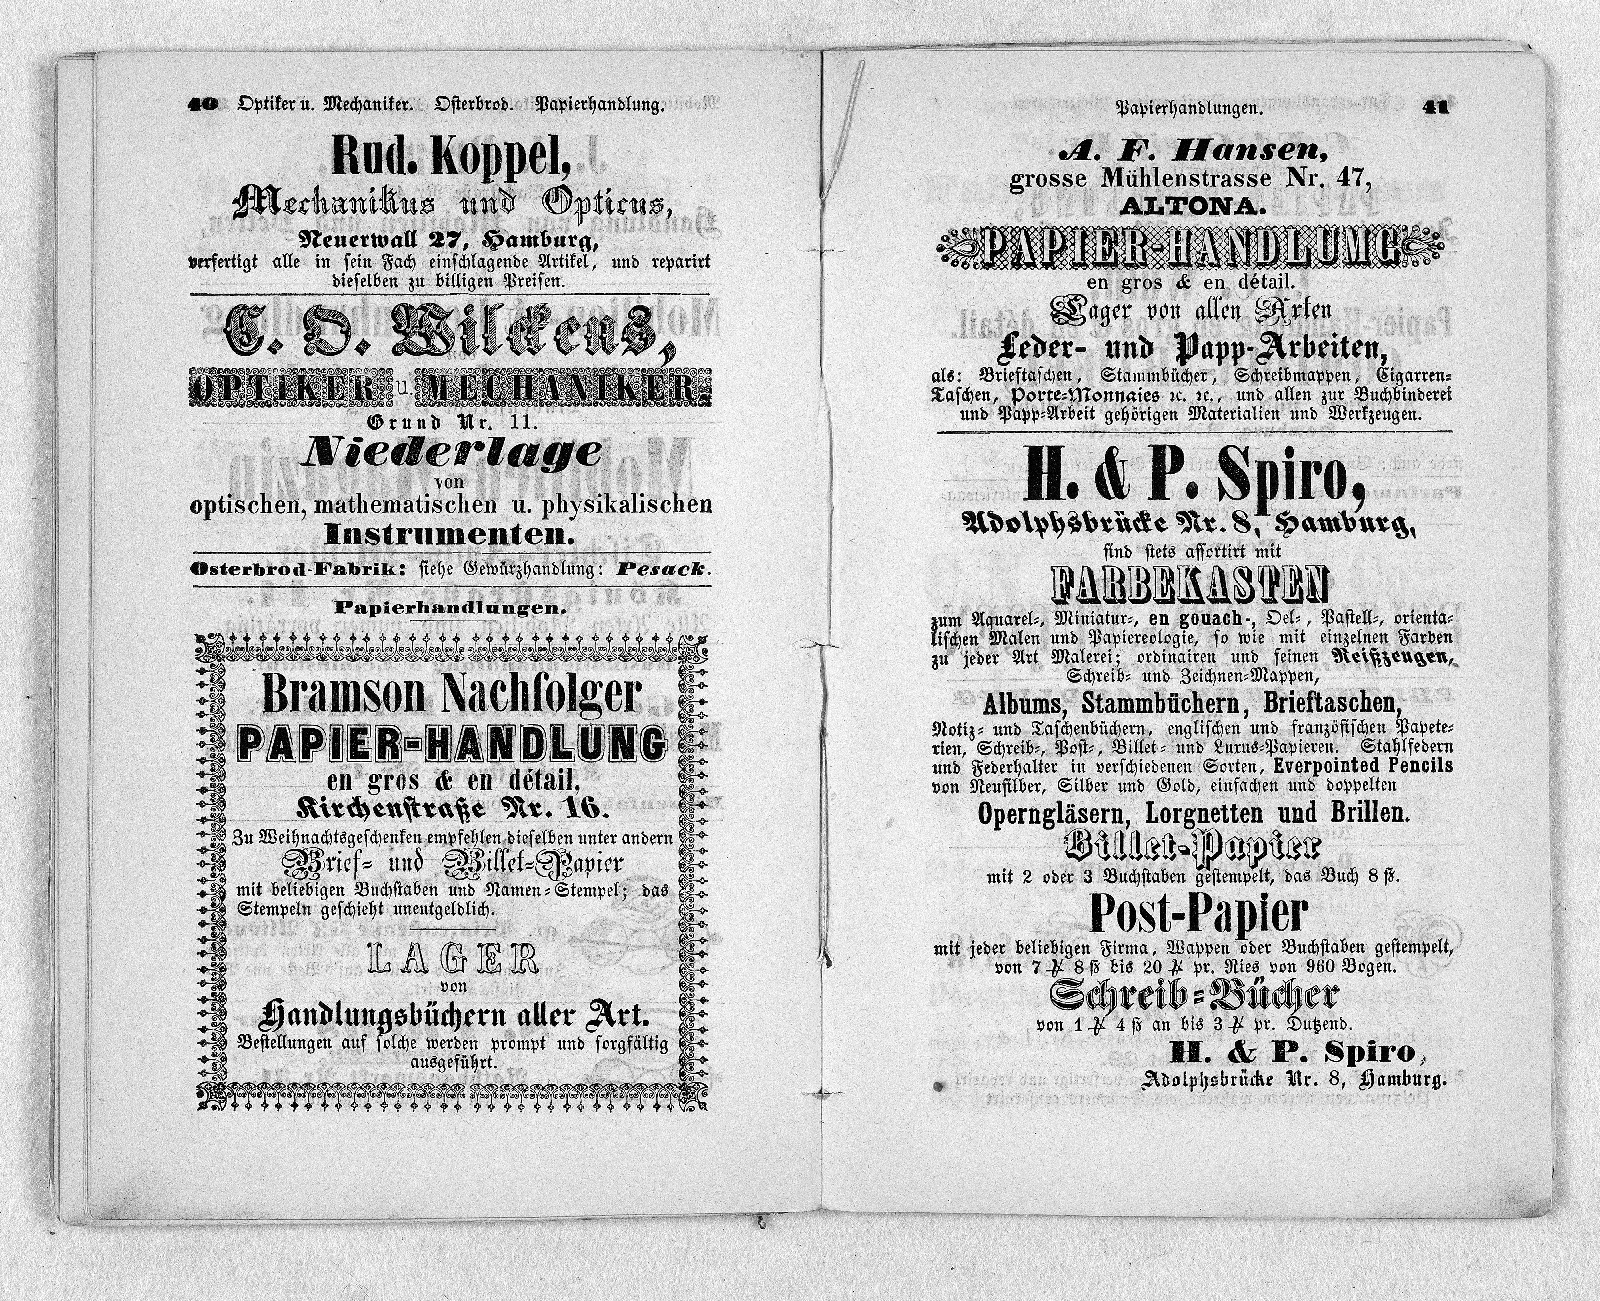 40 Optiker u. Mechaniker. Osterbrod. Papierhandlung.
Rud. Koppel,
Mechanikus und Opticus,
Neuerwall 27, Hamburg,
verfertigt alle in sein Fach einschlagende Artikel, und reparirt
dieselben zu billigen Preisen.
C. D. Wilckens,
OPTIKER u. MECHANIKER.
Grund Nr. 11.
Niederlage
von
optischen, mathematischen u. physikalischen
Instrumenten.
Osterbrod-Fabrik: siehe Gewürzhandlung: Pesack.
Papierhandlungen.
Bramson Nachfolger
PAPIER-HANDLUNG
en gros & en détail,
Kirchenstraße Nr. 16.
Zu Weihnachtsgeschenken empfehlen dieselben unter andern
Brief- und Billet-Papier
mit beliebigen Buchstaben und Namen-Stempel; das
Stempeln geschieht unentgeldlich.
LAGER
von
Handlungsbüchern aller Art.
Bestellungen auf solche werden prompt und sorgfältig
ausgeführt.
Papierhandlungen. 41
A. F. Hansen,
grosse Mühlenstrasse Nr. 47,
ALTONA.
PAPIER-HANDLUMG
en gros & en détail.
Lager von allen Arten
Leder- und Papp-Arbeiten,
als: Brieftaschen, Stammbücher, Schreibmappen, Cigarren-
Taschen, Porte-Monnaies ꝛc. ꝛc., und allen zur Buchbinderei
und Papp-Arbeit gehörigen Materialien und Werkzeugen.
H. & P. Spiro,
Adolphsbrücke Nr. 8, Hamburg,
sind stets assortirt mit
FARBEKASTEN
zum Aquarel-, Miniatur-, en gouach-, Oel-, Pastell-, orienta-
lischen Malen und Papiereologie, so wie mit einzelnen Farben
zu jeder Art Malerei; ordinairen und feinen Reißzeugen,
Schreib- und Zeichnen-Mappen,
Albums, Stammbüchern, Brieftaschen,
Notiz- und Taschenbüchern, englischen und französischen Papete-
rien, Schreib-, Post-, Billet- und Luxus-Papieren. Stahlfedern
und Federhalter in verschiedenen Sorten, Everpointed Pencils
von Neusilber, Silber und Gold, einfachen und doppelten
Operngläsern, Lorgnetten und Brillen.
Billet-Papier
mit 2 oder 3 Buchstaben gestempelt, das Buch 8 ß.
Post-Papier
mit jeder beliebigen Firma, Wappen oder Buchstaben gestempelt,
von 7 ℳ 8 ß bis 20 ℳ pr. Ries von 960 Bogen.
Schreib-Bücher
von 1 ℳ 4 ß an bis 3 ℳ pr. Dutzend.
H. & P. Spiro,
Adolphsbrücke Nr. 8, Hamburg.